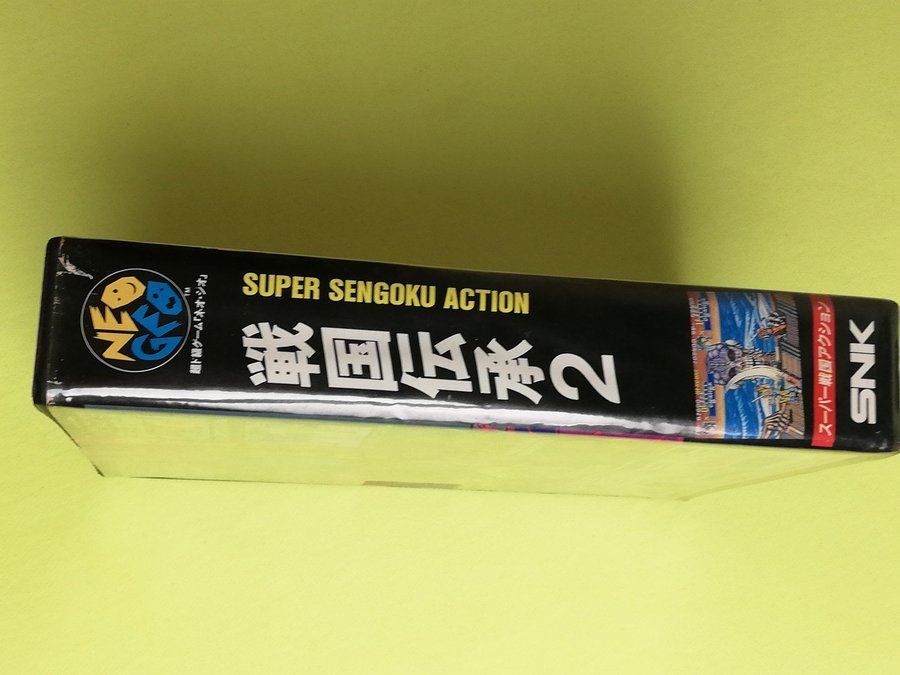 NEO
GEO
TM
超ド級ゲーム「ネオ・ジオ」
SUPER SENGOKU ACTION
戦国伝承2
スーパー戦国アクション
SNK